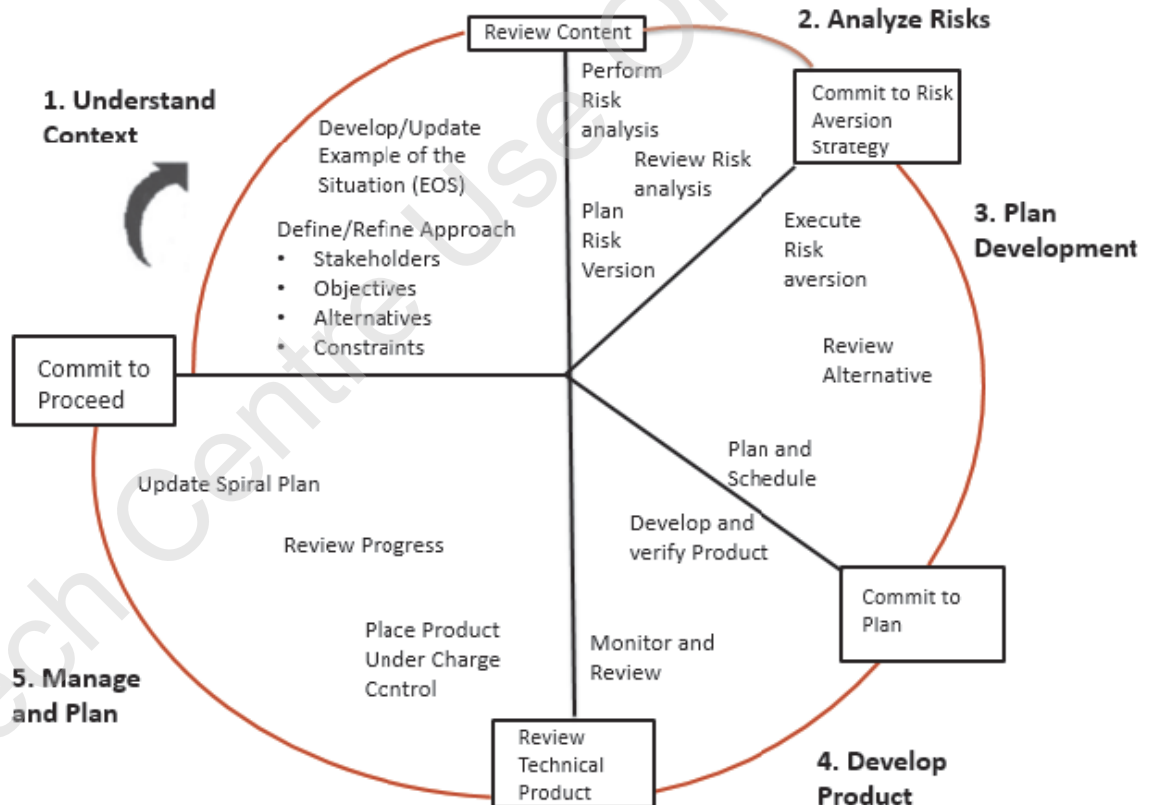 Review Content
2. Analyze Risks
1. Understand
Context
Develop/Update
Example of the
Situation (EOS)
Define/Refine Approach
• Stakeholders
• Objectives
• Alternatives
• Constraints
Perform
Risk
analysis
Review Risk
analysis
Plan
Risk
Version
Commit to Risk
Aversion
Strategy
Execute
Risk
aversion
3. Plan
Development
Review
Alternative
Commit to
Proceed
Plan and
Schedule
Update Spiral Plan
Develop and
verify Product
Review Progress
Commit to
Plan
Place Product
Under Charge
Control
Monitor and
Review
5. Manage
and Plan
Review
Technical
Product
4. Develop
Product
ech Centre Use